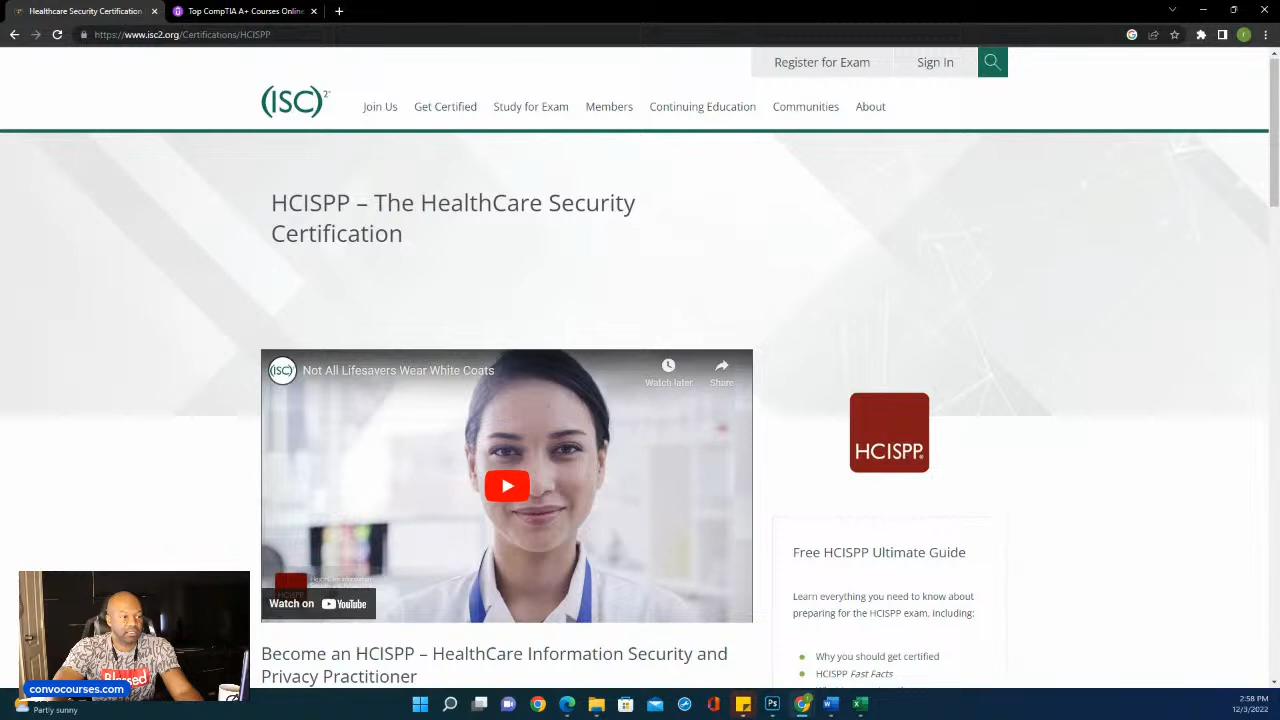 Healthcare Security Certification
Top CompTIA A+ Courses Online
https://www.isc2.org/Certifications/HCISPP
Register for Exam
Sign In
(ISC)²
Join Us
Get Certified
Study for Exam
Members
Continuing Education
Communities
About
HCISPP – The HealthCare Security
Certification
(ISC)
Not All Lifesavers Wear White Coats
Watch later
Share
HCISPP
Watch on YouTube
HCISPP®
Free HCISPP Ultimate Guide
Learn everything you need to know about
preparing for the HCISPP exam, including:
Why you should get certified
HCISPP Fast Facts
Become an HCISPP – HealthCare Information Security and
Privacy Practitioner
Blessed
convocourses.com
Partly sunny
2:58 PM
12/3/2022